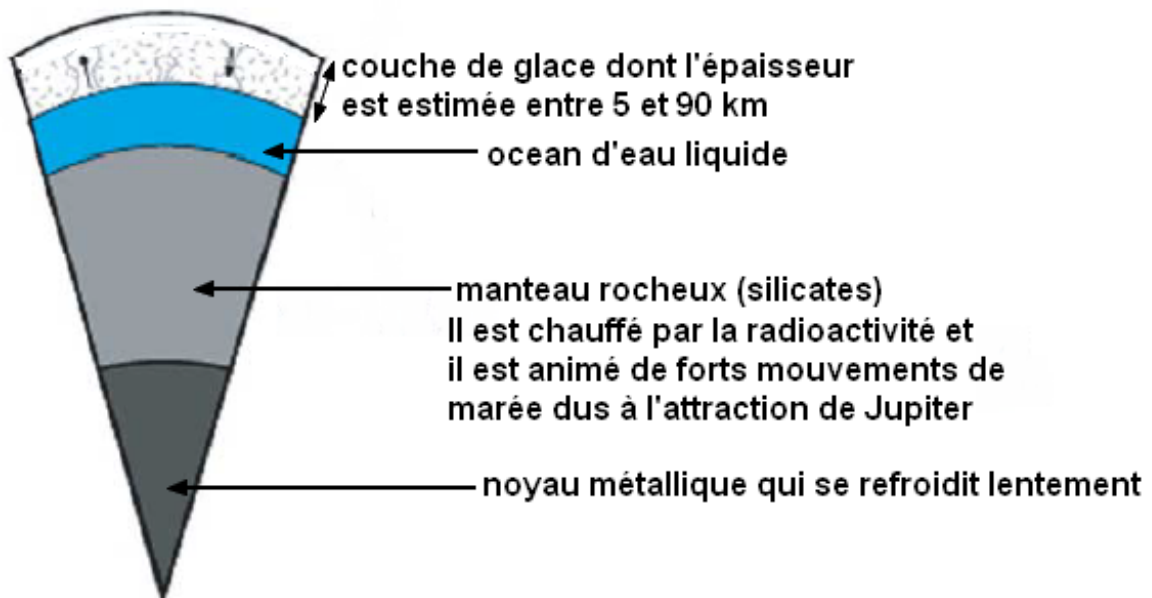 couche de glace dont l'épaisseur
est estimée entre 5 et 90 km
ocean d'eau liquide
manteau rocheux (silicates)
Il est chauffé par la radioactivité et
il est animé de forts mouvements de
marée dus à l'attraction de Jupiter
noyau métallique qui se refroidit lentement